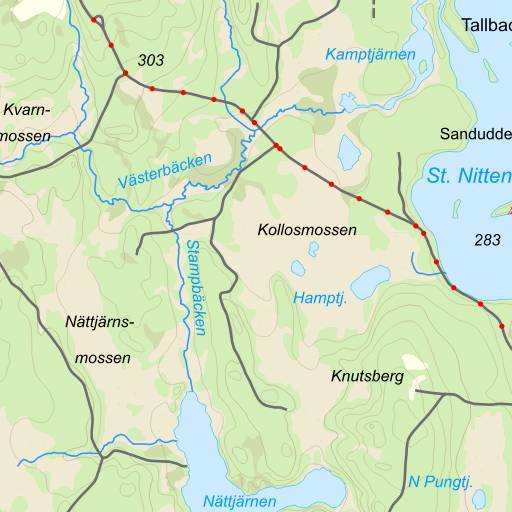 Tallbac
Kamptjärnen
303
Kvarn-
mossen
Sandudde
Västerbäcken
St. Nitten
Kollosmossen
283
Stampbäcken
Hamptj.
Nättjärns-
mossen
Knutsberg
N Pungtj.
Nättjärnen